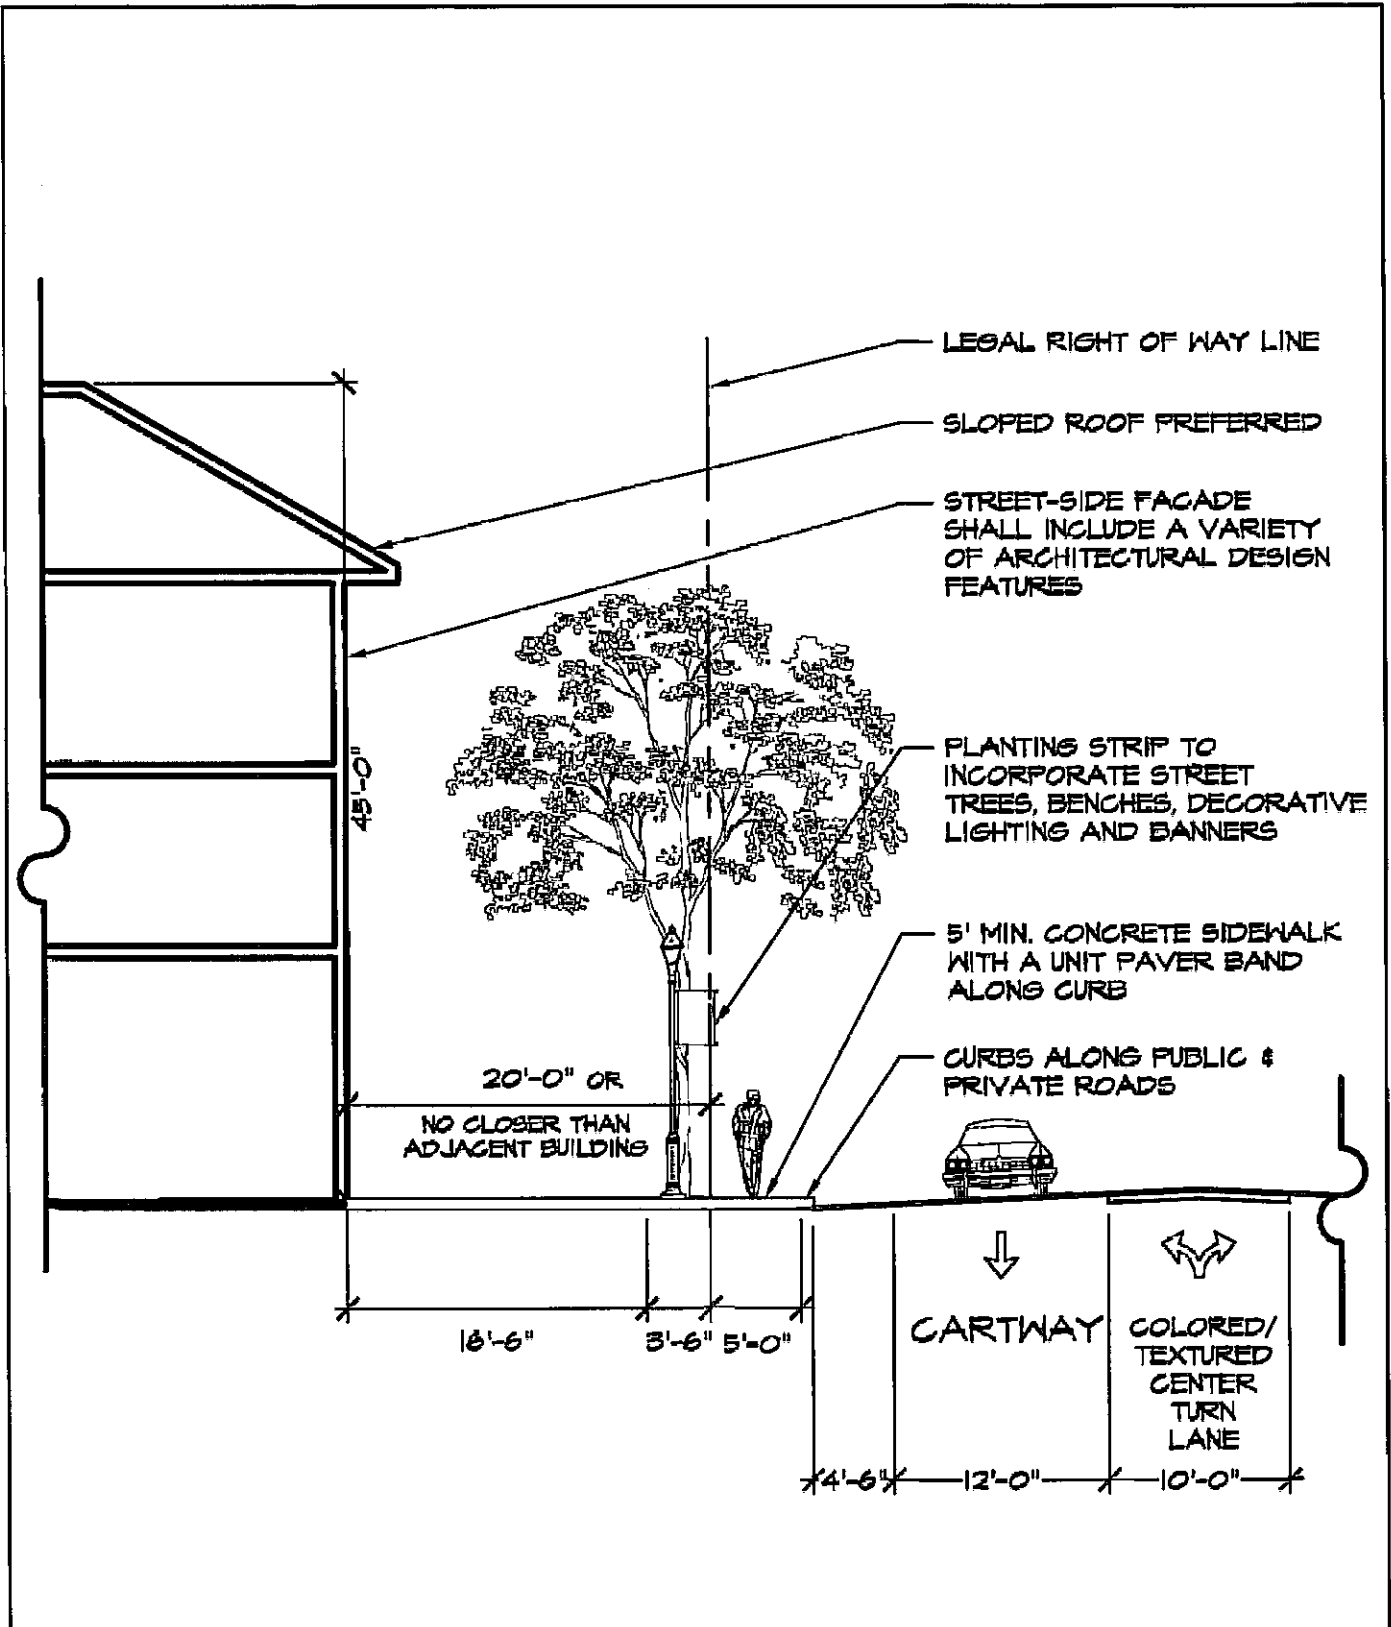 LEGAL RIGHT OF WAY LINE
SLOPED ROOF PREFERRED
STREET-SIDE FACADE
SHALL INCLUDE A VARIETY
OF ARCHITECTURAL DESIGN
FEATURES
45'-0"
PLANTING STRIP TO
INCORPORATE STREET
TREES, BENCHES, DECORATIVE
LIGHTING AND BANNERS
5' MIN. CONCRETE SIDEWALK
WITH A UNIT PAVER BAND
ALONG CURB
CURBS ALONG PUBLIC &
PRIVATE ROADS
20'-0" OR
NO CLOSER THAN
ADJACENT BUILDING
16'-6"
3'-6"
5'-0"
CARTWAY
COLORED/
TEXTURED
CENTER
TURN
LANE
4'-6"
12'-0"
10'-0"